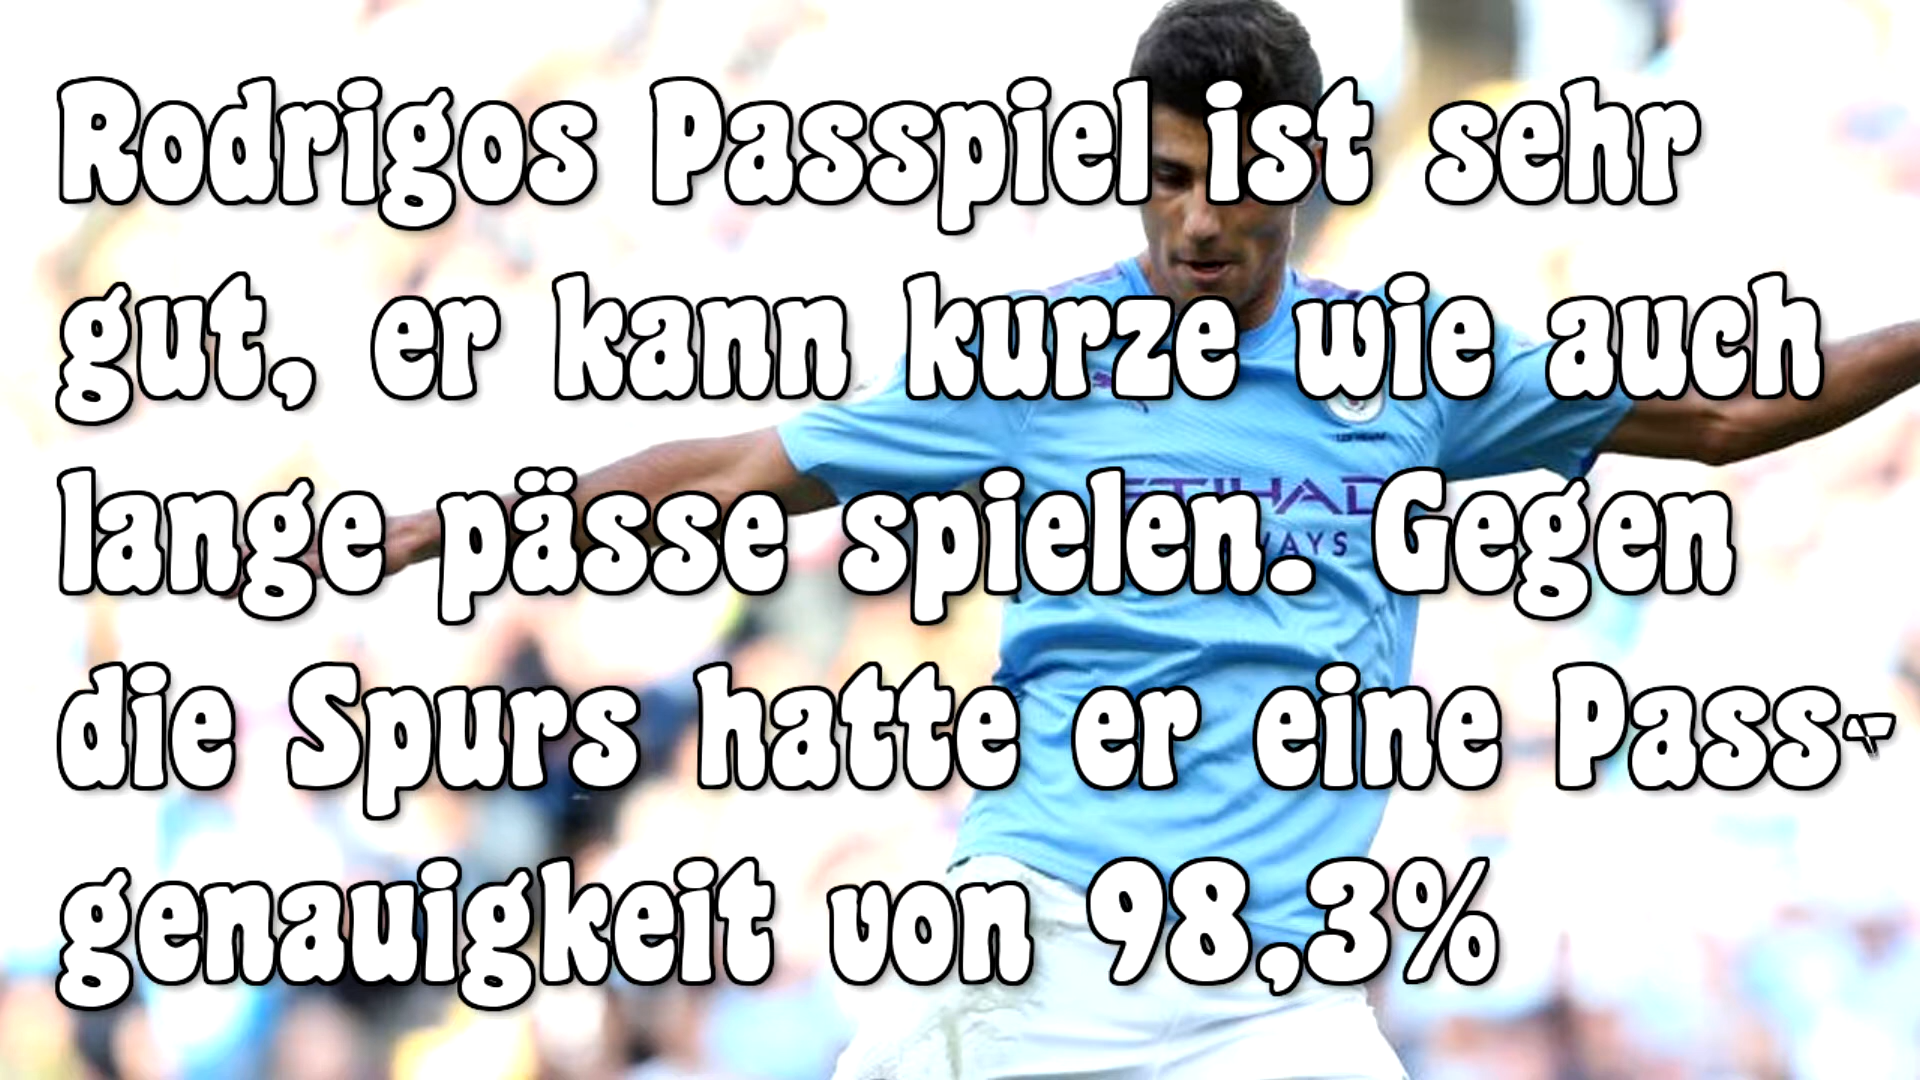 Rodrigos Passpiel ist sehr
gut, er kann kurze wie auch
lange pässe spielen. Gegen
die Spurs hatte er eine Pass-
genauigkeit von 98,3%
ETIHAD